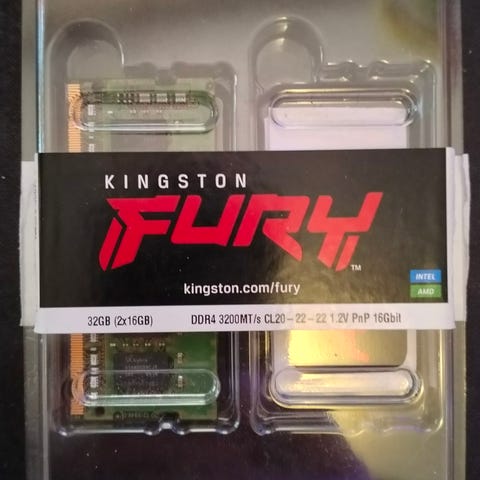 KINGSTON
FURY
TM
kingston.com/fury
INTEL
AMD
32GB (2x16GB) DDR4 3200MT/s CL20-22-22 1.2V PnP 16Gbit